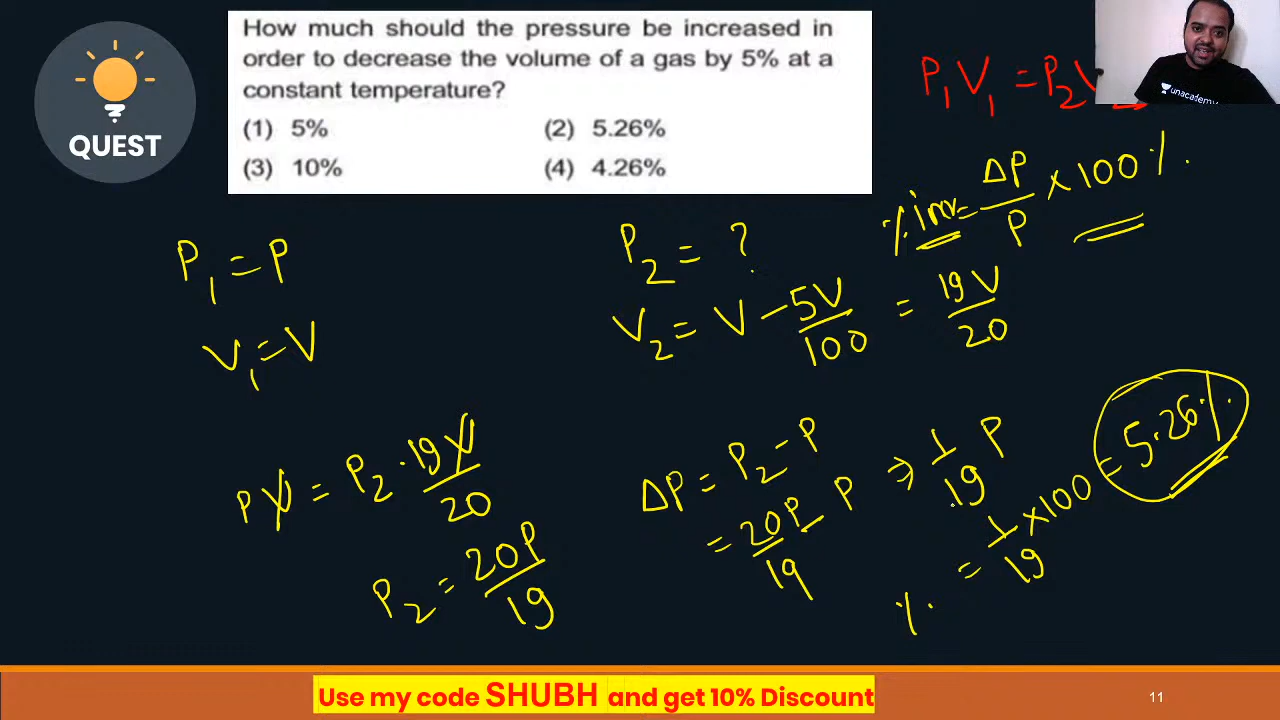 How much should the pressure be increased in
order to decrease the volume of a gas by 5% at a
constant temperature?
(1) 5% (2) 5.26%
(3) 10% (4) 4.26%
QUEST
unacademy
P₁V₁ = P₂V
% incr = ΔP/P × 100 %.
P₁ = P
P₂ = ?
V₁ = V
V₂ = V − 5V/100 = 19V/20
PV = P₂ · 19V/20
P₂ = 20P/19
ΔP = P₂ − P ⇒ 1/19 P
= 20P/19 − P
%. = 1/19 × 100 = 5.26%
Use my code SHUBH and get 10% Discount
11